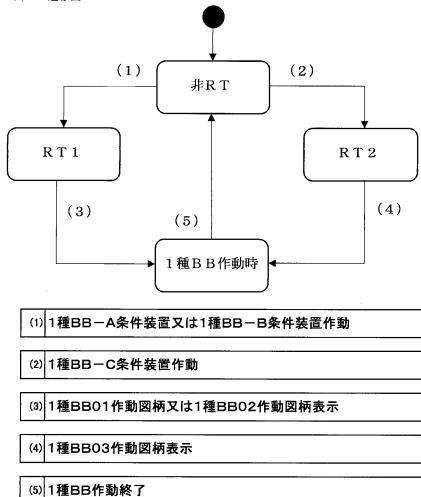 (1)
(2)
非RT
RT1
RT2
(3)
(4)
(5)
1種BB作動時
(1) 1種BB－A条件装置又は1種BB－B条件装置作動
(2) 1種BB－C条件装置作動
(3) 1種BB01作動図柄又は1種BB02作動図柄表示
(4) 1種BB03作動図柄表示
(5) 1種BB作動終了